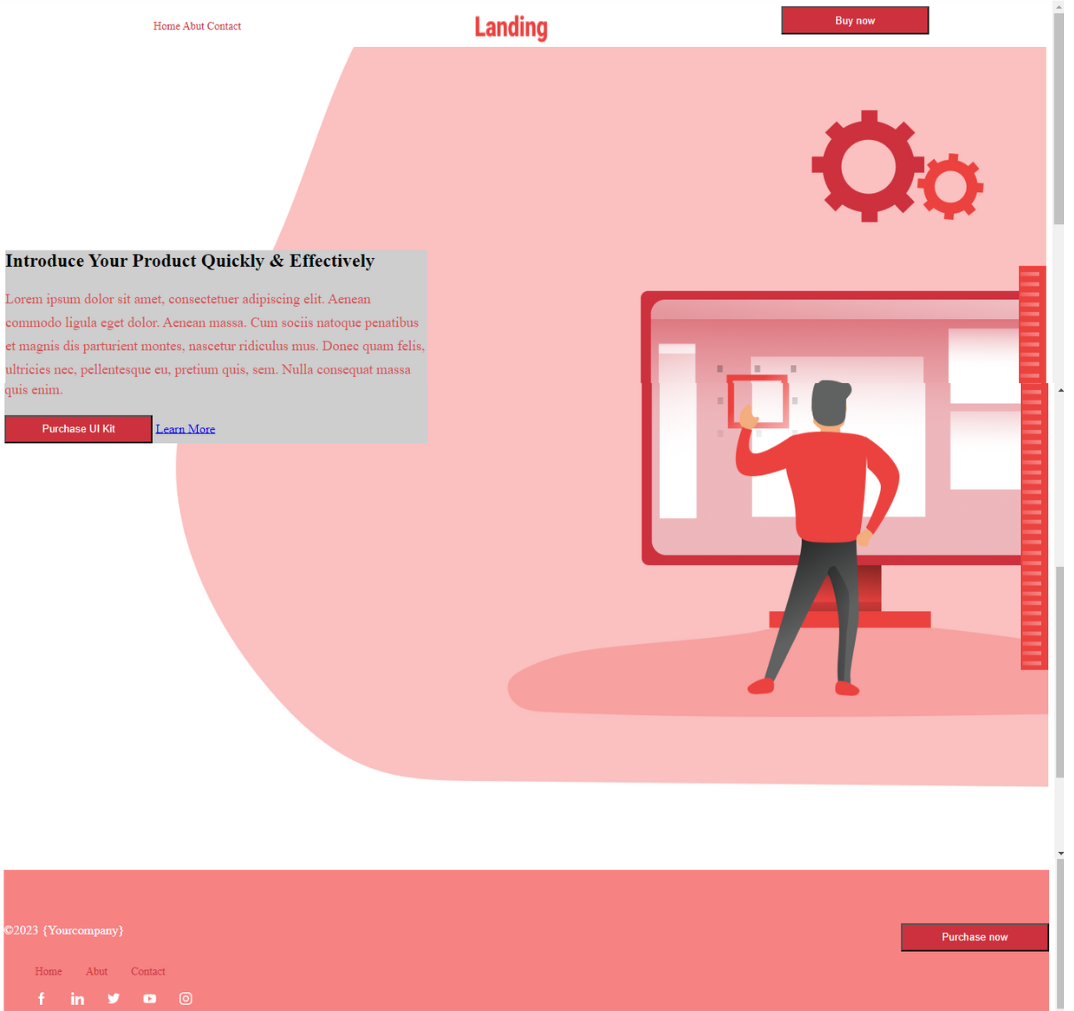 Home Abut Contact
Landing
Buy now
Introduce Your Product Quickly & Effectively
Lorem ipsum dolor sit amet, consectetuer adipiscing elit. Aenean
commodo ligula eget dolor. Aenean massa. Cum sociis natoque penatibus
et magnis dis parturient montes, nascetur ridiculus mus. Donec quam felis,
ultricies nec, pellentesque eu, pretium quis, sem. Nulla consequat massa
quis enim.
Purchase UI Kit Learn More
©2023 {Yourcompany}
Purchase now
Home Abut Contact